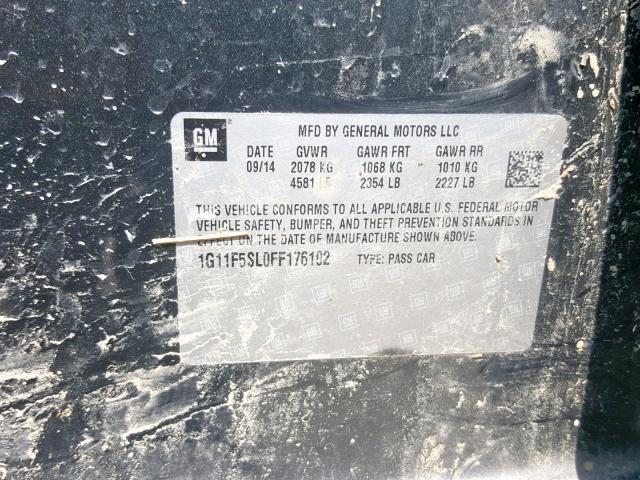 GM
MFD BY GENERAL MOTORS LLC
DATE GVWR GAWR FRT GAWR RR
09/14 2078 KG 1068 KG 1010 KG
4581 2354 LB 2227 LB
THIS VEHICLE CONFORMS TO ALL APPLICABLE U.S. FEDERAL MOTOR
VEHICLE SAFETY, BUMPER, AND THEFT PREVENTION STANDARDS IN
EFFECT ON THE DATE OF MANUFACTURE SHOWN ABOVE.
1G11F5SL0FF176102 TYPE: PASS CAR